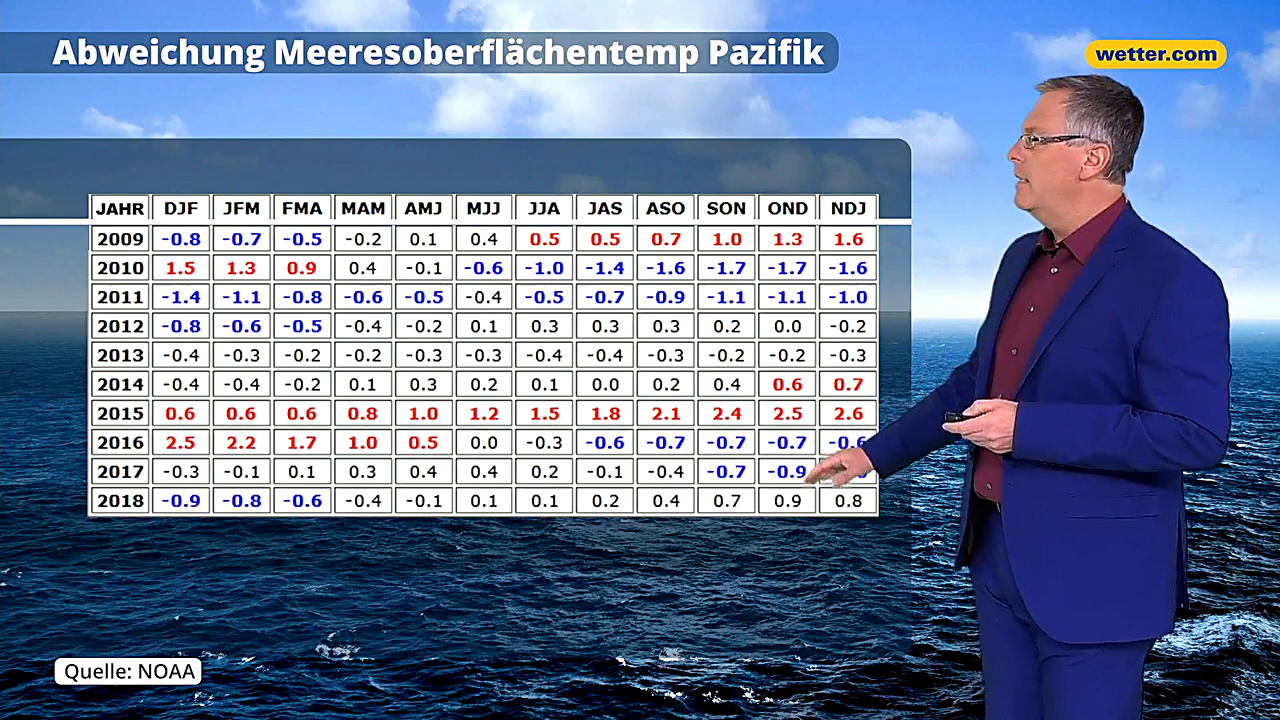 Abweichung Meeresoberflächentemp Pazifik
wetter.com
JAHR DJF JFM FMA MAM AMJ MJJ JJA JAS ASO SON OND NDJ
2009 -0.8 -0.7 -0.5 -0.2 0.1 0.4 0.5 0.5 0.7 1.0 1.3 1.6
2010 1.5 1.3 0.9 0.4 -0.1 -0.6 -1.0 -1.4 -1.6 -1.7 -1.7 -1.6
2011 -1.4 -1.1 -0.8 -0.6 -0.5 -0.4 -0.5 -0.7 -0.9 -1.1 -1.1 -1.0
2012 -0.8 -0.6 -0.5 -0.4 -0.2 0.1 0.3 0.3 0.3 0.2 0.0 -0.2
2013 -0.4 -0.3 -0.2 -0.2 -0.3 -0.3 -0.4 -0.4 -0.3 -0.2 -0.2 -0.3
2014 -0.4 -0.4 -0.2 0.1 0.3 0.2 0.1 0.0 0.2 0.4 0.6 0.7
2015 0.6 0.6 0.6 0.8 1.0 1.2 1.5 1.8 2.1 2.4 2.5 2.6
2016 2.5 2.2 1.7 1.0 0.5 0.0 -0.3 -0.6 -0.7 -0.7 -0.7 -0.6
2017 -0.3 -0.1 0.1 0.3 0.4 0.4 0.2 -0.1 -0.4 -0.7 -0.9
2018 -0.9 -0.8 -0.6 -0.4 -0.1 0.1 0.1 0.2 0.4 0.7 0.9 0.8
Quelle: NOAA